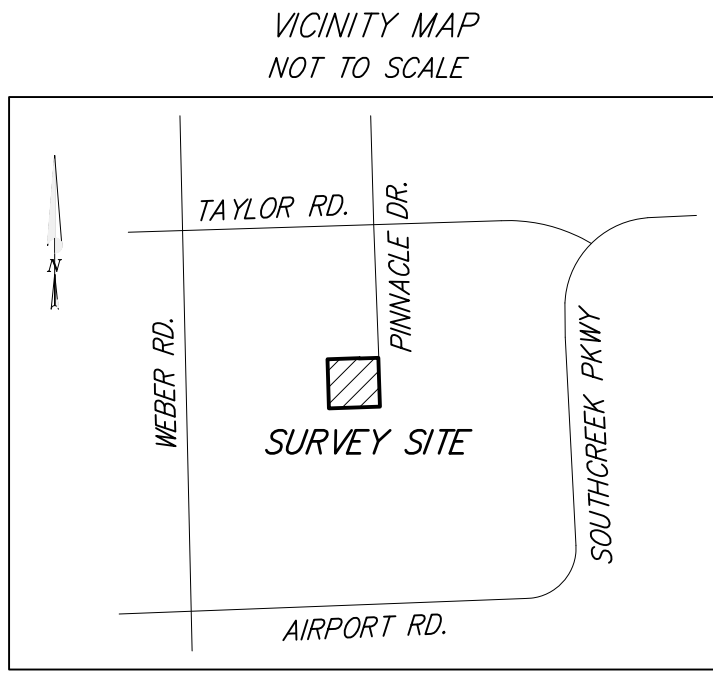 VICINITY MAP
NOT TO SCALE
TAYLOR RD.
PINNACLE DR.
N
WEBER RD.
SOUTHCREEK PKWY
SURVEY SITE
AIRPORT RD.